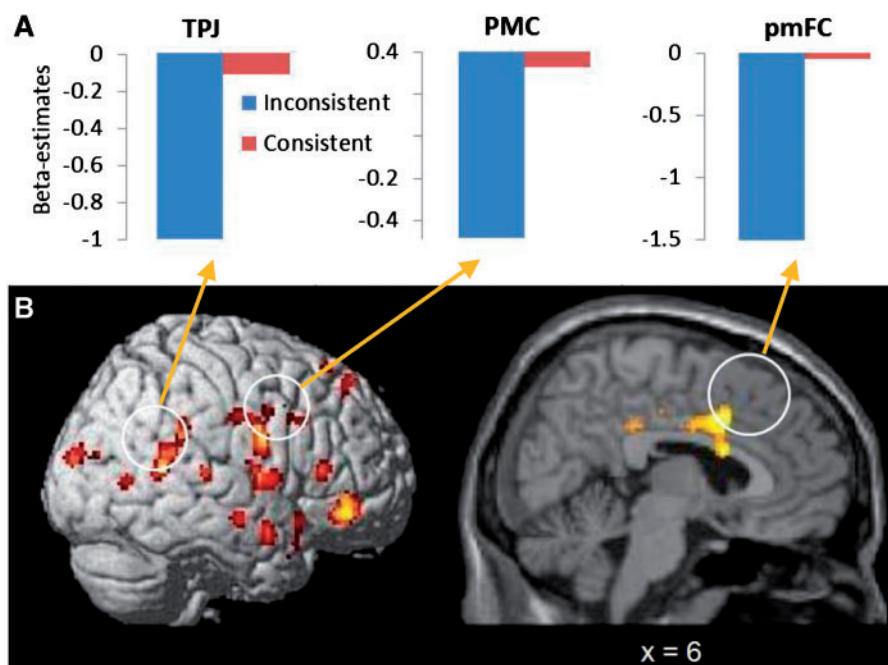 A
TPJ
PMC
pmFC
Beta-estimates
0
-0.2
-0.4
-0.6
-0.8
-1
Inconsistent
Consistent
0.4
-0.2
-0.4
0
-0.5
-1
-1.5
B
x = 6